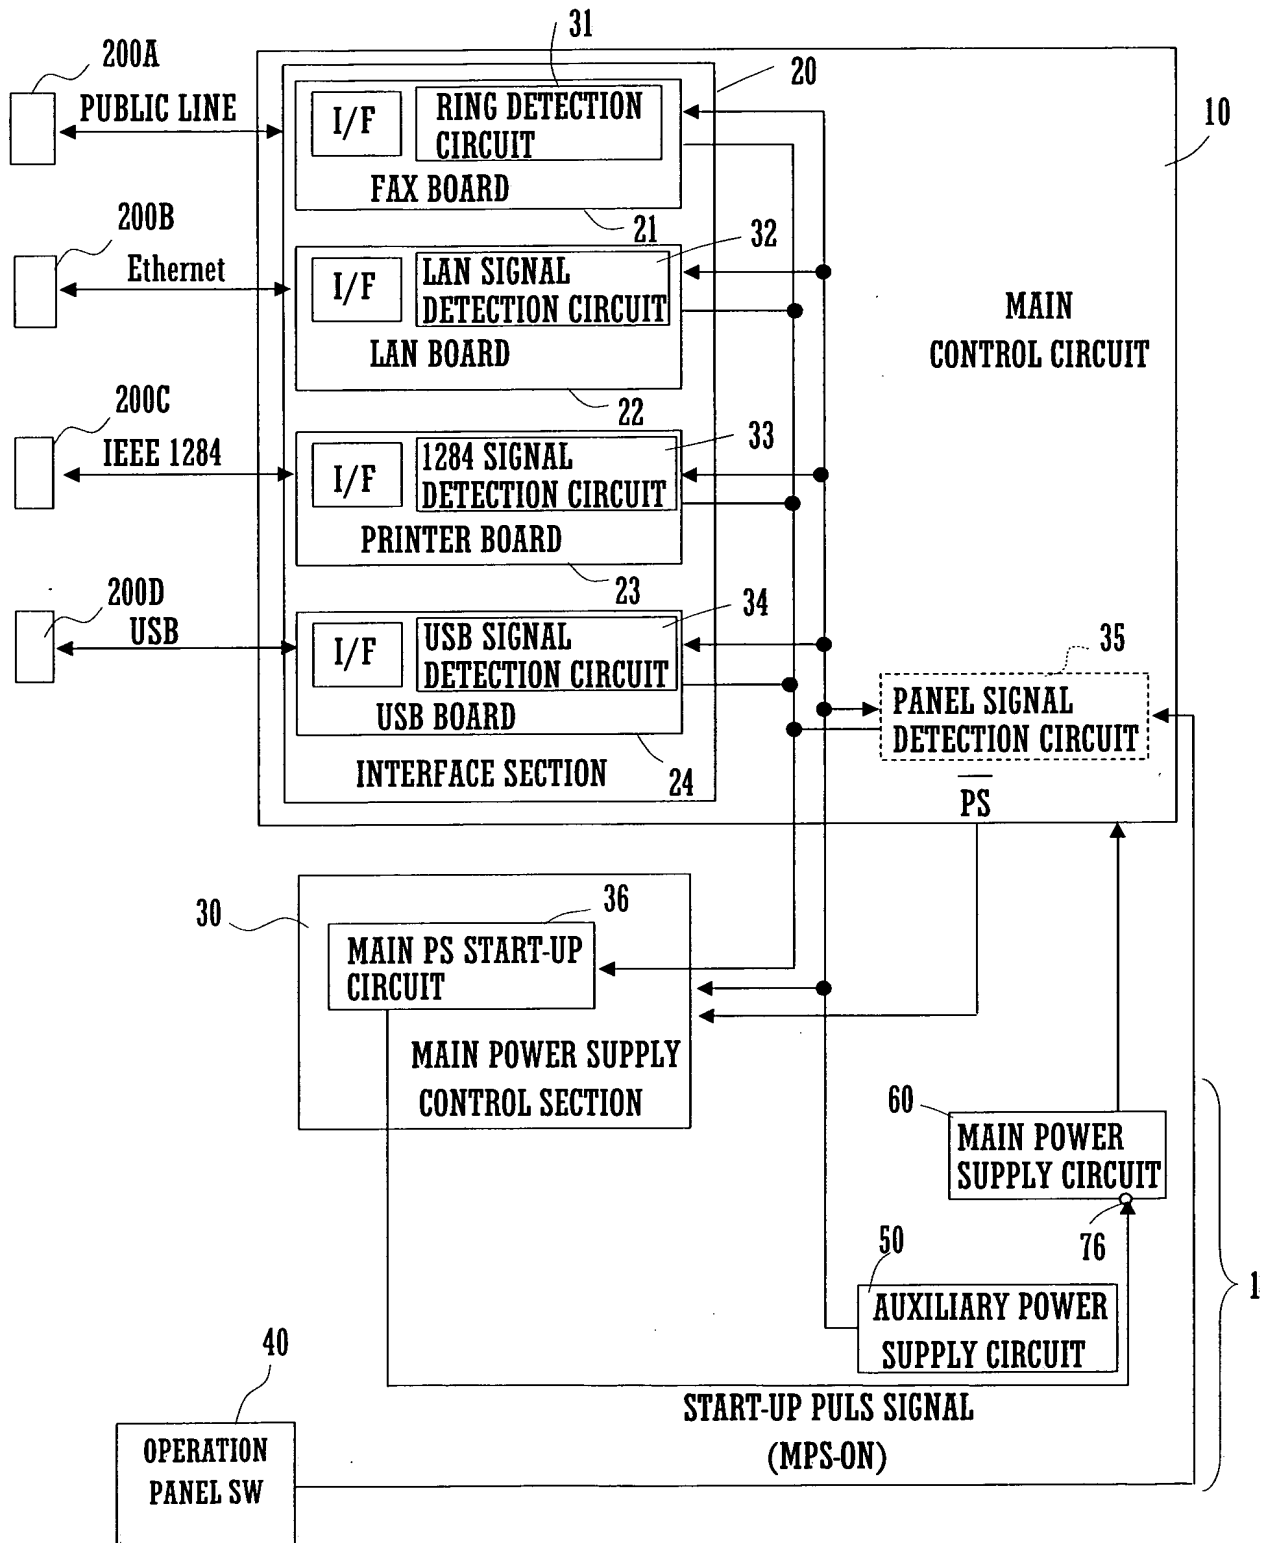 31
200A
PUBLIC LINE
20
10
I/F
RING DETECTION
CIRCUIT
FAX BOARD
21
200B
Ethernet
32
I/F
LAN SIGNAL
DETECTION CIRCUIT
LAN BOARD
22
MAIN
CONTROL CIRCUIT
200C
IEEE 1284
33
I/F
1284 SIGNAL
DETECTION CIRCUIT
PRINTER BOARD
23
200D
USB
34
I/F
USB SIGNAL
DETECTION CIRCUIT
USB BOARD
24
INTERFACE SECTION
35
PANEL SIGNAL
DETECTION CIRCUIT
PS
30
36
MAIN PS START-UP
CIRCUIT
MAIN POWER SUPPLY
CONTROL SECTION
60
MAIN POWER
SUPPLY CIRCUIT
76
50
AUXILIARY POWER
SUPPLY CIRCUIT
1
START-UP PULS SIGNAL
(MPS-ON)
40
OPERATION
PANEL SW